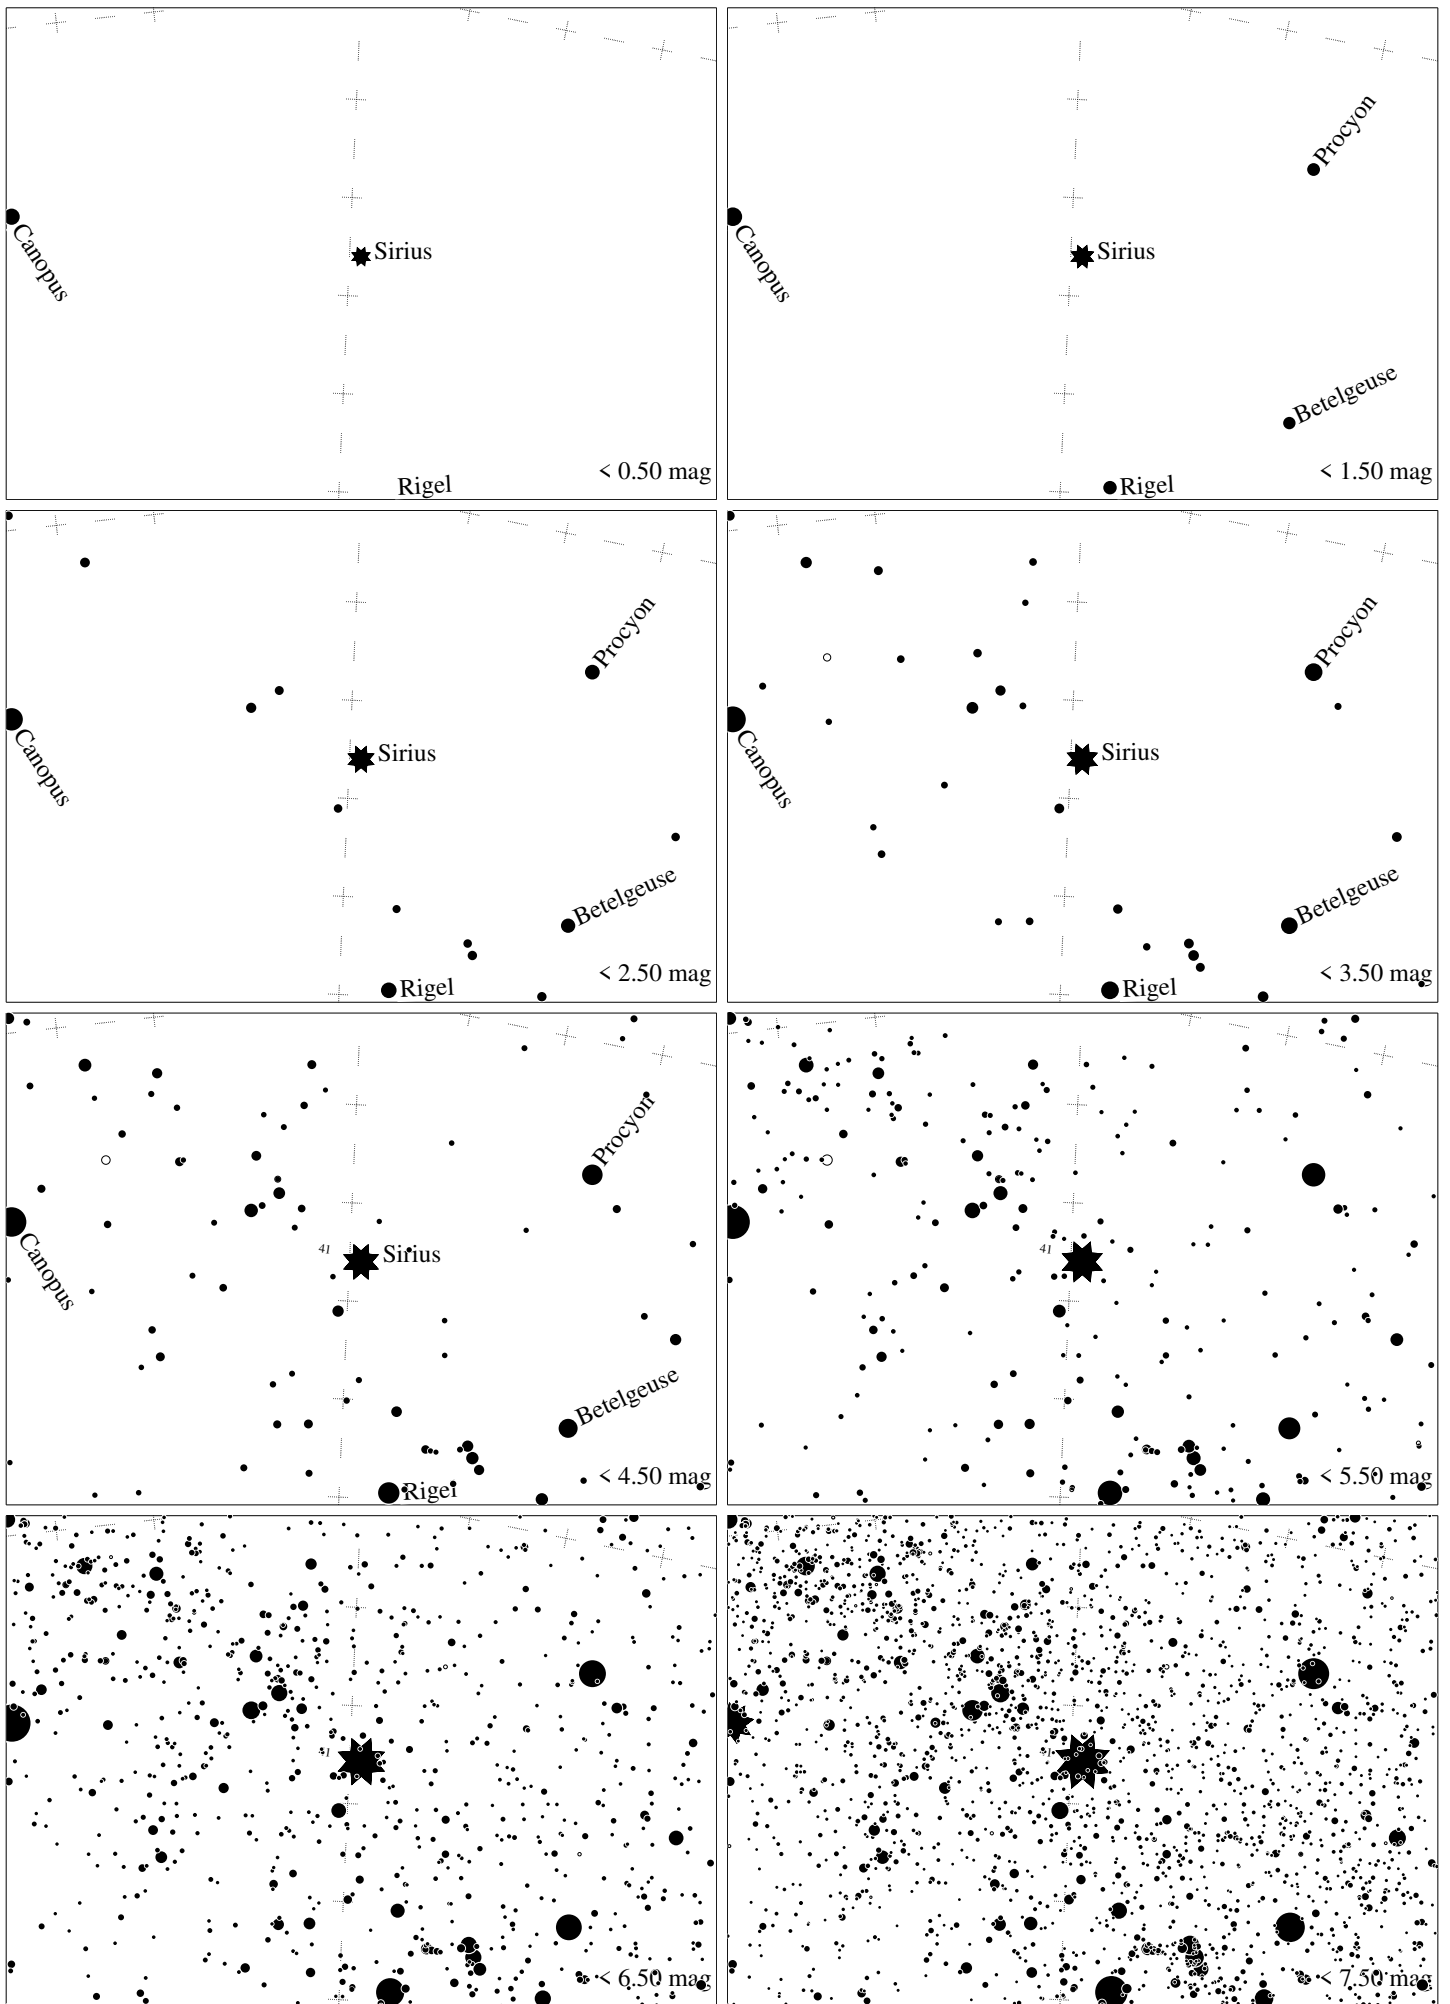 Canopus
Sirius
Rigel
< 0.50 mag
Procyon
Canopus
Sirius
Betelgeuse
Rigel
< 1.50 mag
Procyon
Canopus
Sirius
Betelgeuse
Rigel
< 2.50 mag
Procyon
Canopus
Sirius
Betelgeuse
Rigel
< 3.50 mag
Procyon
Canopus
41
Sirius
Betelgeuse
Rigel
< 4.50 mag
41
< 5.50 mag
41
< 6.50 mag
41
< 7.50 mag